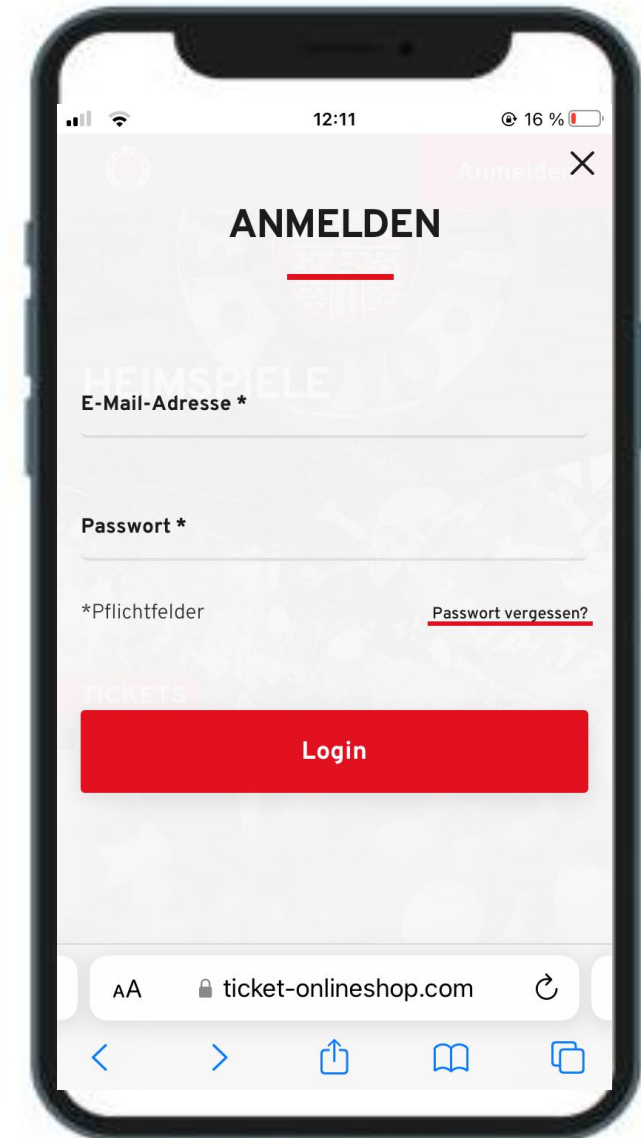 12:11
16 %
Anmelden
ANMELDEN
HEIMSPIELE
E-Mail-Adresse *
Passwort *
*Pflichtfelder
Passwort vergessen?
TICKETS
Login
AA
ticket-onlineshop.com